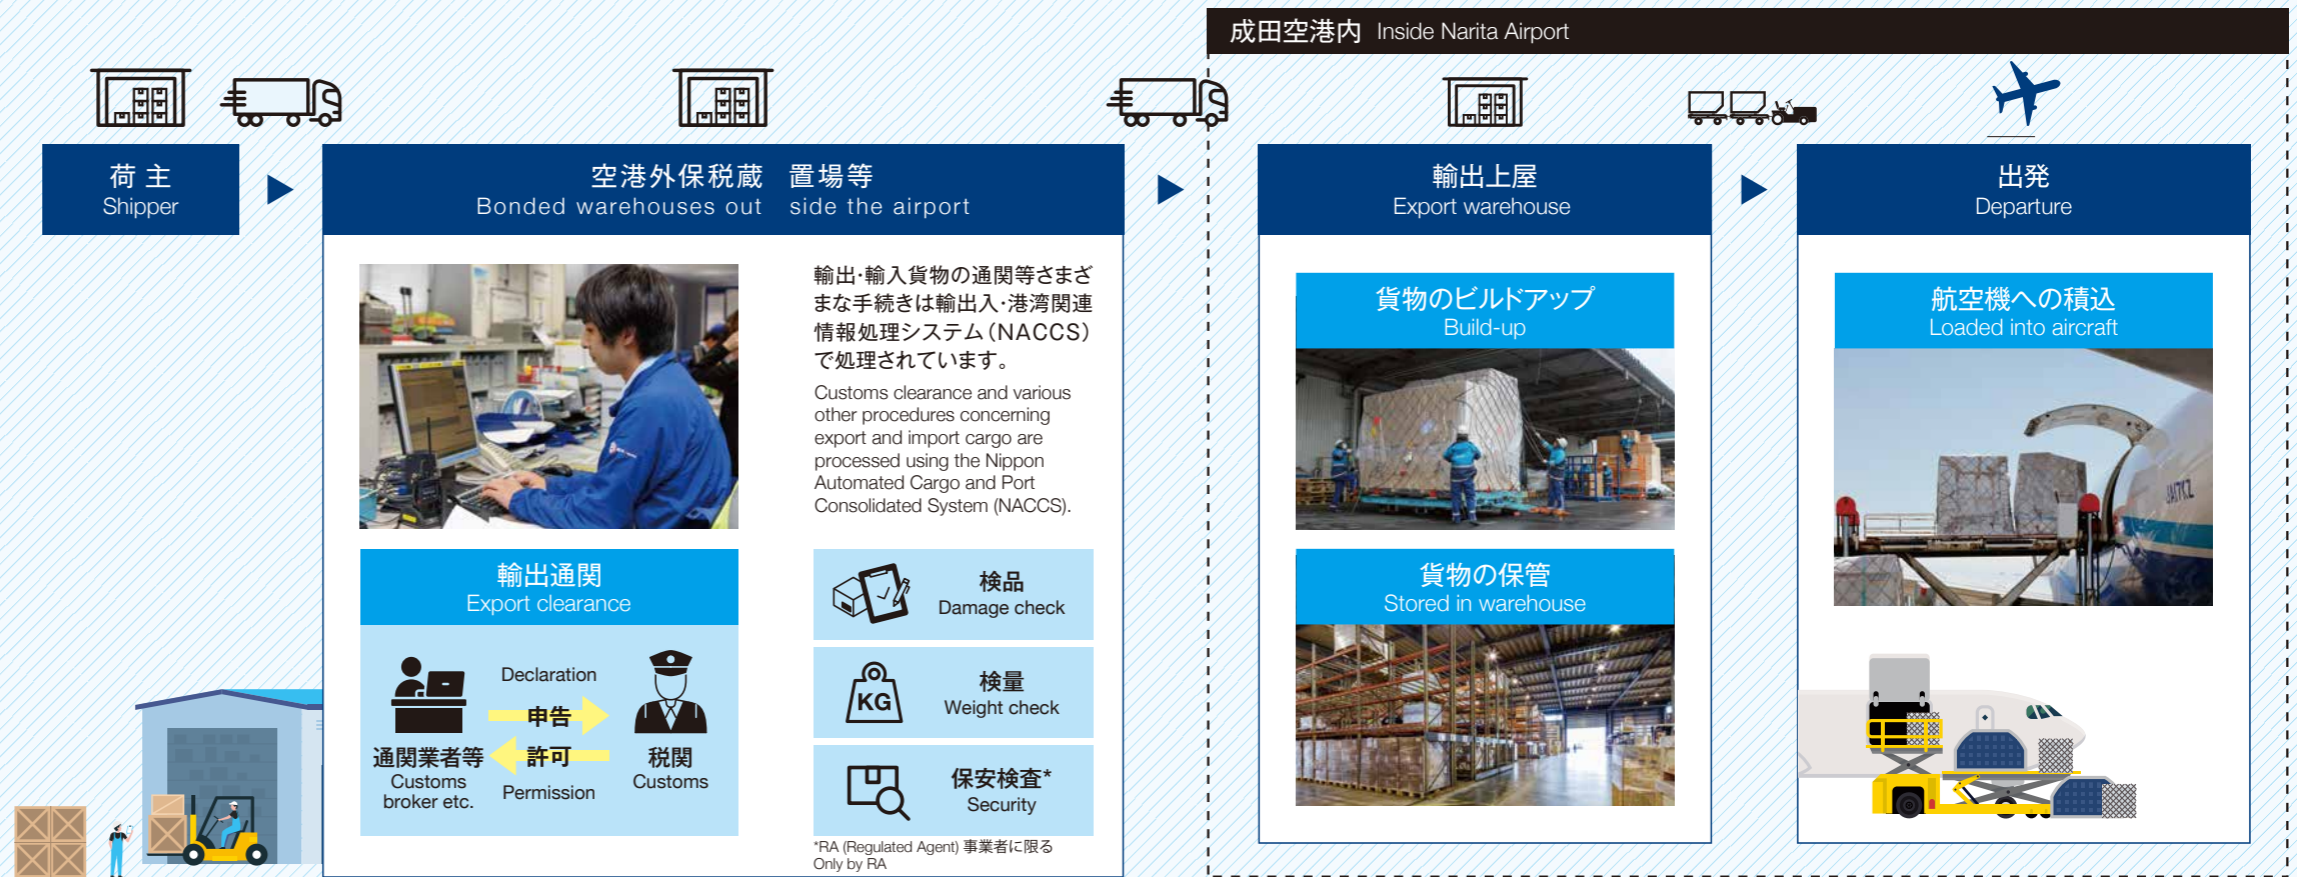 成田空港内 Inside Narita Airport
荷 主
Shipper
空港外保税蔵 置場等
Bonded warehouses out side the airport
輸出上屋
Export warehouse
出発
Departure
輸出・輸入貨物の通関等さまざ
まな手続きは輸出入・港湾関連
情報処理システム(NACCS)
で処理されています。
Customs clearance and various
other procedures concerning
export and import cargo are
processed using the Nippon
Automated Cargo and Port
Consolidated System (NACCS).
輸出通関
Export clearance
Declaration
申告
許可
Permission
通関業者等
Customs
broker etc.
税関
Customs
検品
Damage check
KG
検量
Weight check
保安検査*
Security
*RA (Regulated Agent) 事業者に限る
Only by RA
貨物のビルドアップ
Build-up
貨物の保管
Stored in warehouse
航空機への積込
Loaded into aircraft
JA17KZ